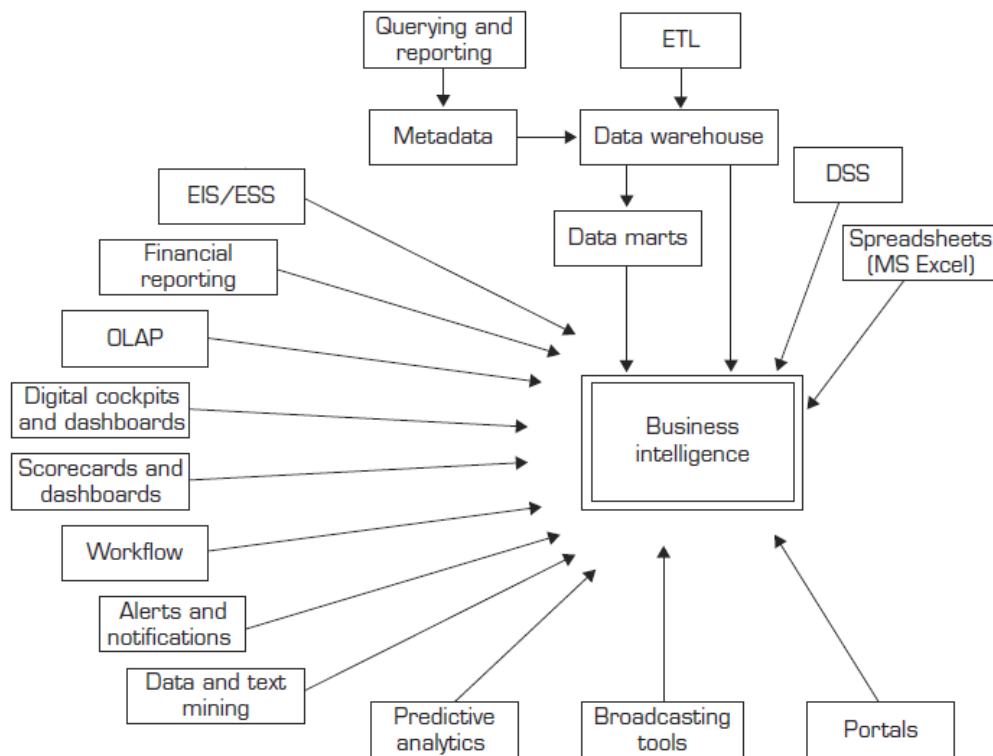 Querying and
reporting
ETL
Metadata
Data warehouse
DSS
EIS/ESS
Data marts
Spreadsheets
(MS Excel)
Financial
reporting
OLAP
Digital cockpits
and dashboards
Business
intelligence
Scorecards and
dashboards
Workflow
Alerts and
notifications
Data and text
mining
Predictive
analytics
Broadcasting
tools
Portals